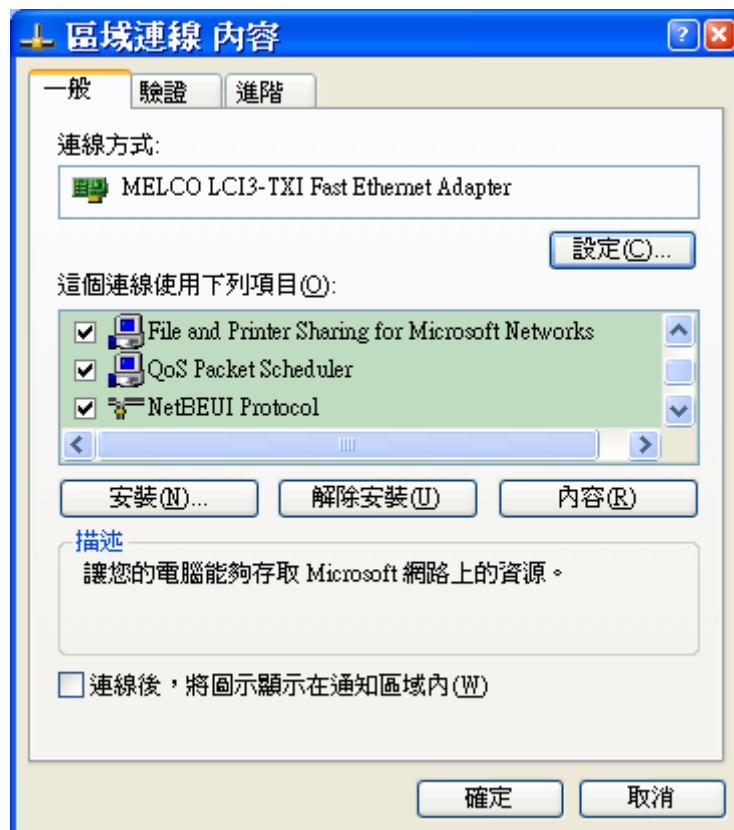 區域連線 內容
一般 驗證 進階
連線方式:
MELCO LCI3-TXI Fast Ethernet Adapter
設定(C)...
這個連線使用下列項目(O):
File and Printer Sharing for Microsoft Networks
QoS Packet Scheduler
NetBEUI Protocol
安裝(N)... 解除安裝(U) 內容(R)
描述
讓您的電腦能夠存取 Microsoft 網路上的資源。
連線後，將圖示顯示在通知區域內(W)
確定 取消